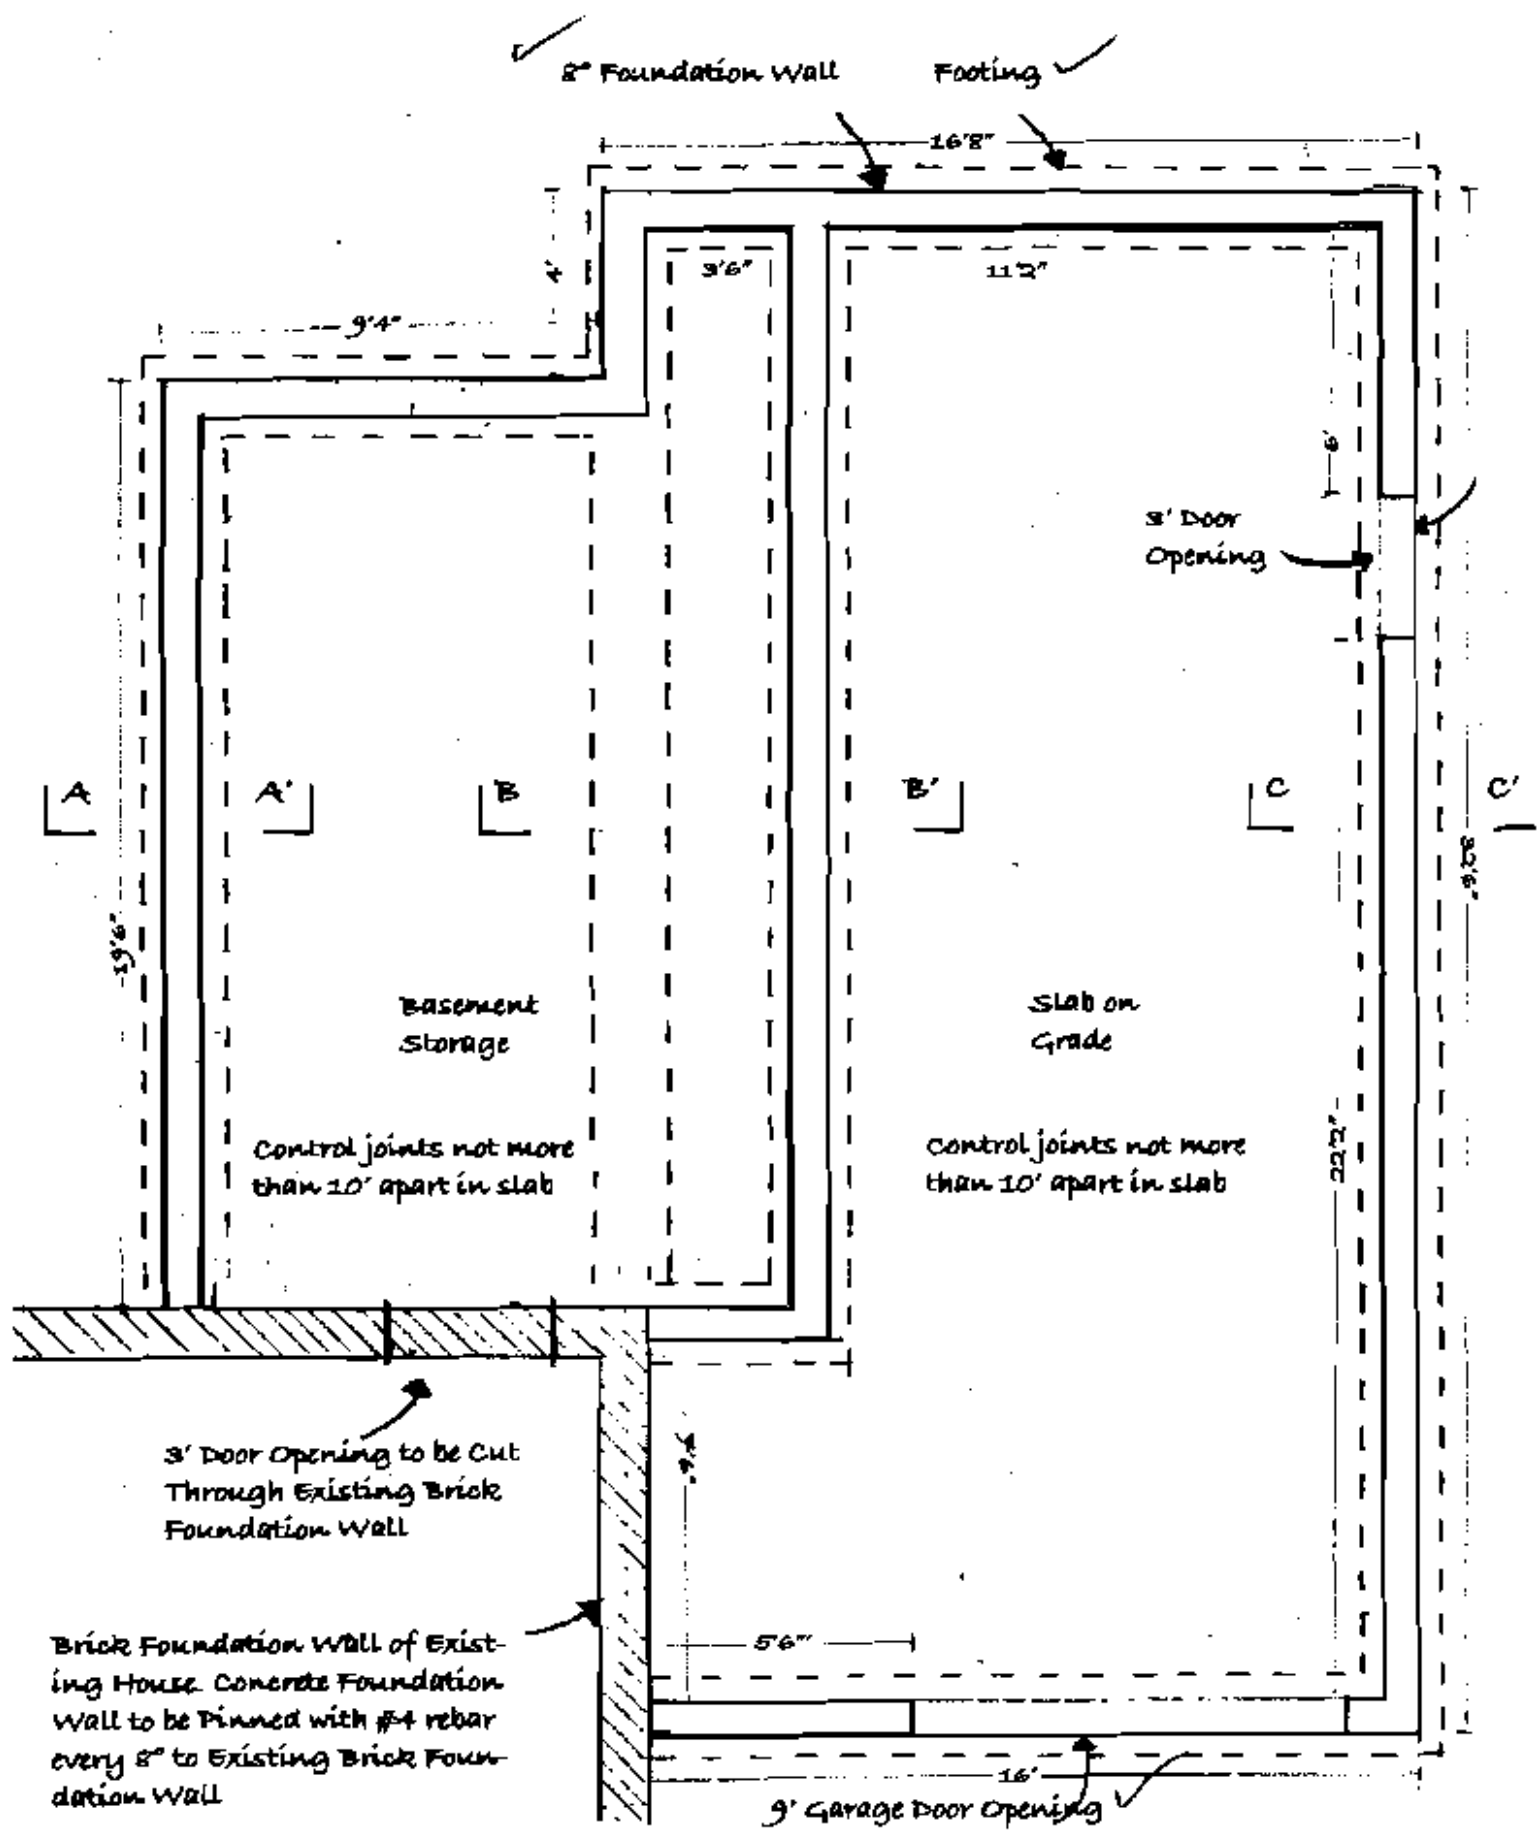 8" Foundation Wall
Footing
16'8"
4'
3'6"
11'2"
9'4"
6'
3' Door
Opening
A
A'
B
B'
C
C'
32'6"
19'6"
Basement
Storage
Slab on
Grade
Control joints not more
than 10' apart in slab
Control joints not more
than 10' apart in slab
22'2"
3' Door Opening to be Cut
Through Existing Brick
Foundation Wall
Brick Foundation Wall of Exist-
ing House. Concrete Foundation
Wall to be Pinned with #4 rebar
every 8" to Existing Brick Foun-
dation Wall
5'6"
16'
9' Garage Door Opening